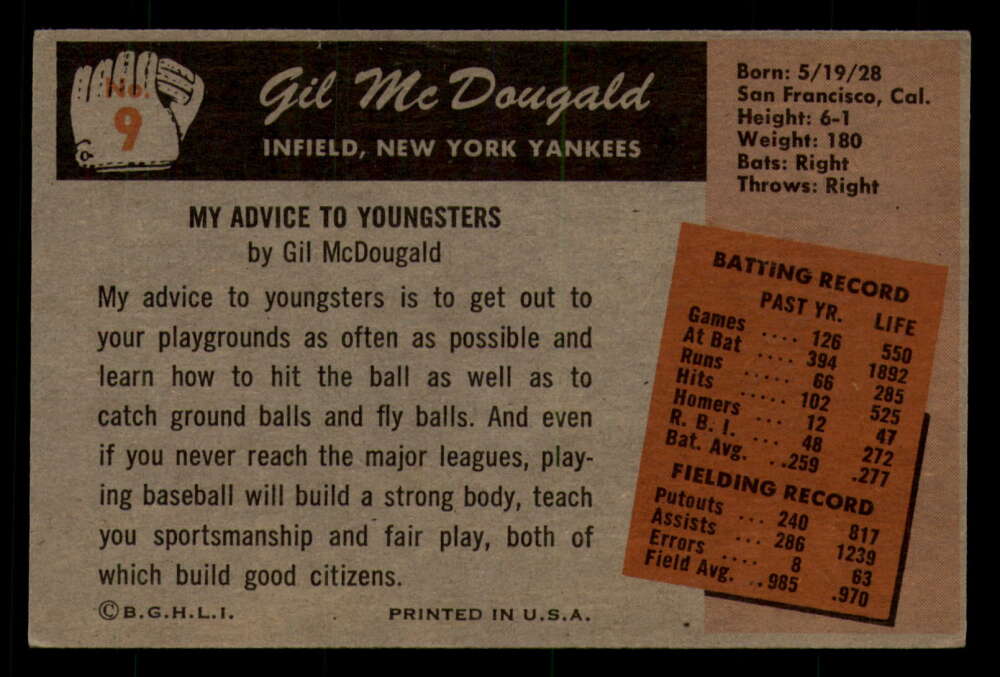 No.
9
Gil McDougald
INFIELD, NEW YORK YANKEES
Born: 5/19/28
San Francisco, Cal.
Height: 6-1
Weight: 180
Bats: Right
Throws: Right
MY ADVICE TO YOUNGSTERS
by Gil McDougald
My advice to youngsters is to get out to
your playgrounds as often as possible and
learn how to hit the ball as well as to
catch ground balls and fly balls. And even
if you never reach the major leagues, play-
ing baseball will build a strong body, teach
you sportsmanship and fair play, both of
which build good citizens.
©B.G.H.L.I. PRINTED IN U.S.A.
BATTING RECORD
PAST YR. LIFE
Games .... 126 550
At Bat .... 394 1892
Runs ..... 66 285
Hits ..... 102 525
Homers ... 12 47
R. B. I. ... 48 272
Bat. Avg. ..259 .277
FIELDING RECORD
Putouts ... 240 817
Assists ... 286 1239
Errors .... 8 63
Field Avg. ..985 .970